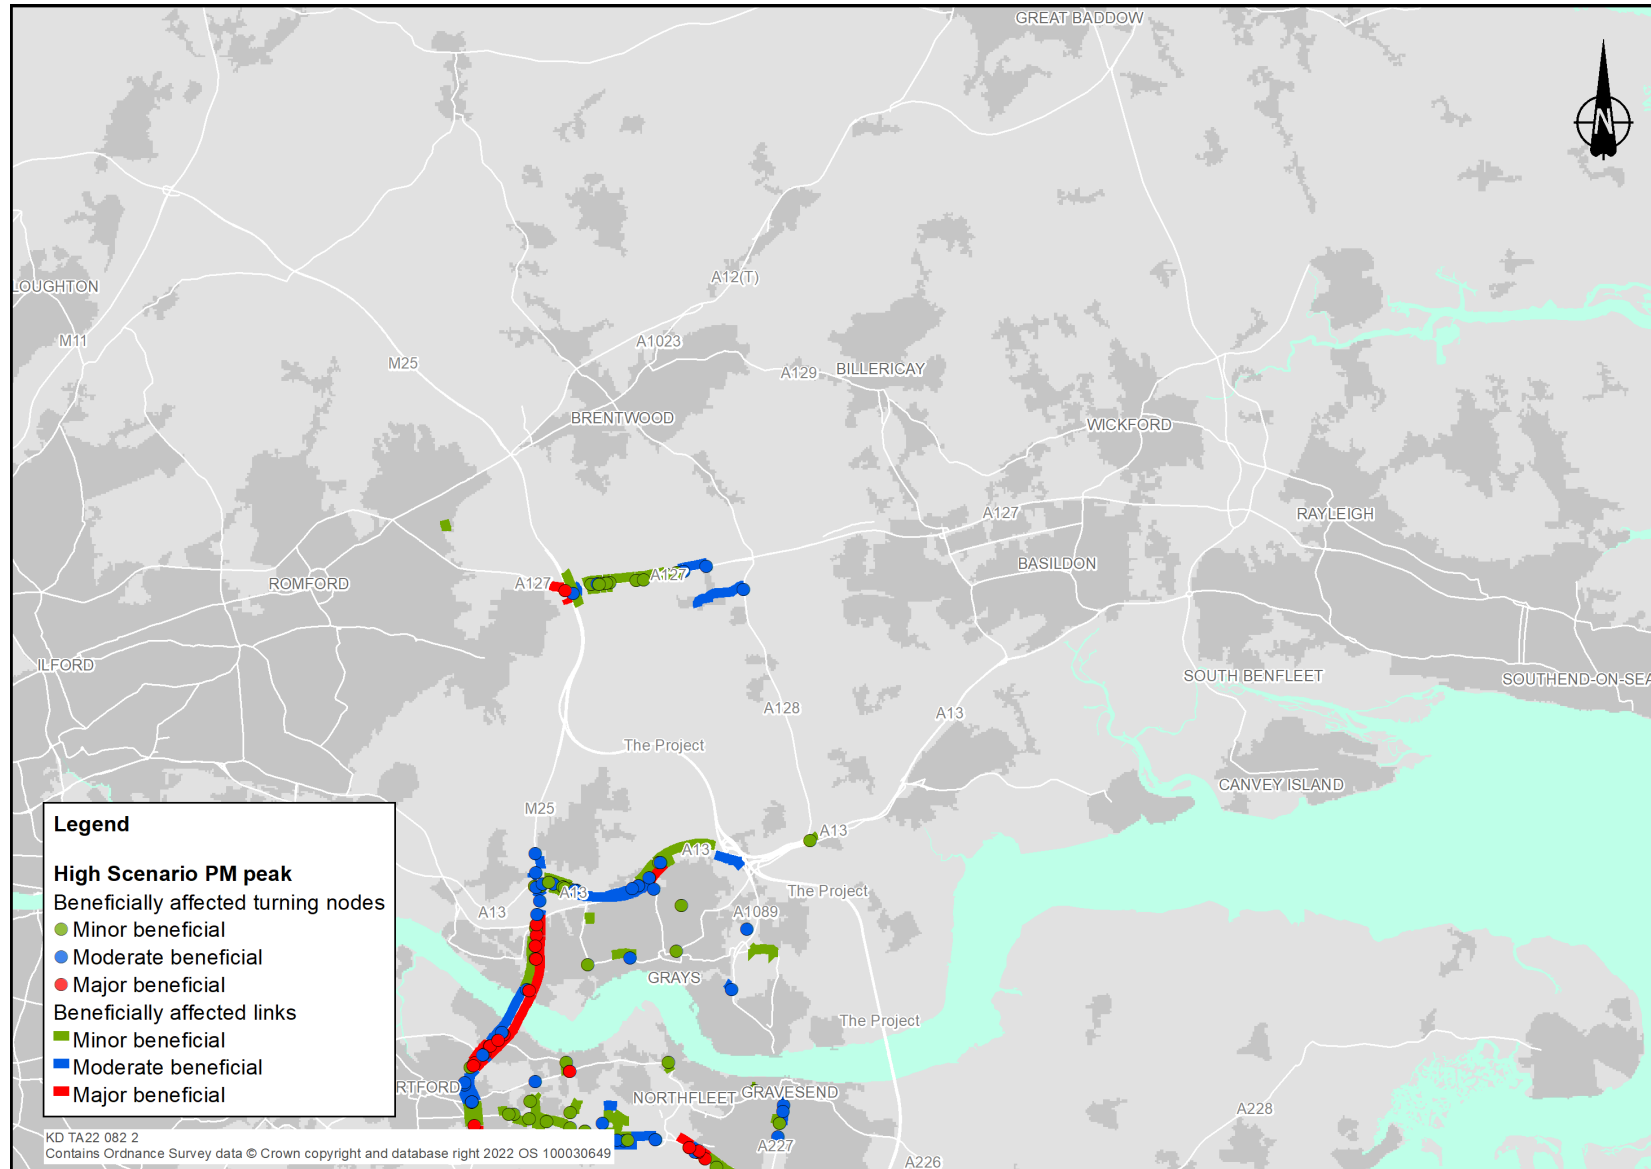 GREAT BADDOW
N
A12(T)
LOUGHTON
M11
A1023
M25
A129
BILLERICAY
BRENTWOOD
WICKFORD
A127
RAYLEIGH
BASILDON
ROMFORD
A127
A127
ILFORD
SOUTH BENFLEET
SOUTHEND-ON-SEA
A128
A13
The Project
CANVEY ISLAND
M25
A13
A13
The Project
A13
A13
A1089
GRAYS
The Project
RTFORD
NORTHFLEET
GRAVESEND
A228
A227
A226
Legend
High Scenario PM peak
Beneficially affected turning nodes
Minor beneficial
Moderate beneficial
Major beneficial
Beneficially affected links
Minor beneficial
Moderate beneficial
Major beneficial
KD TA22 082 2
Contains Ordnance Survey data © Crown copyright and database right 2022 OS 100030649